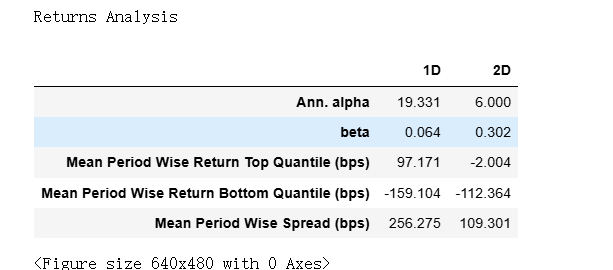 Returns Analysis
1D 2D
Ann. alpha 19.331 6.000
beta 0.064 0.302
Mean Period Wise Return Top Quantile (bps) 97.171 -2.004
Mean Period Wise Return Bottom Quantile (bps) -159.104 -112.364
Mean Period Wise Spread (bps) 256.275 109.301
<Figure size 640x480 with 0 Axes>